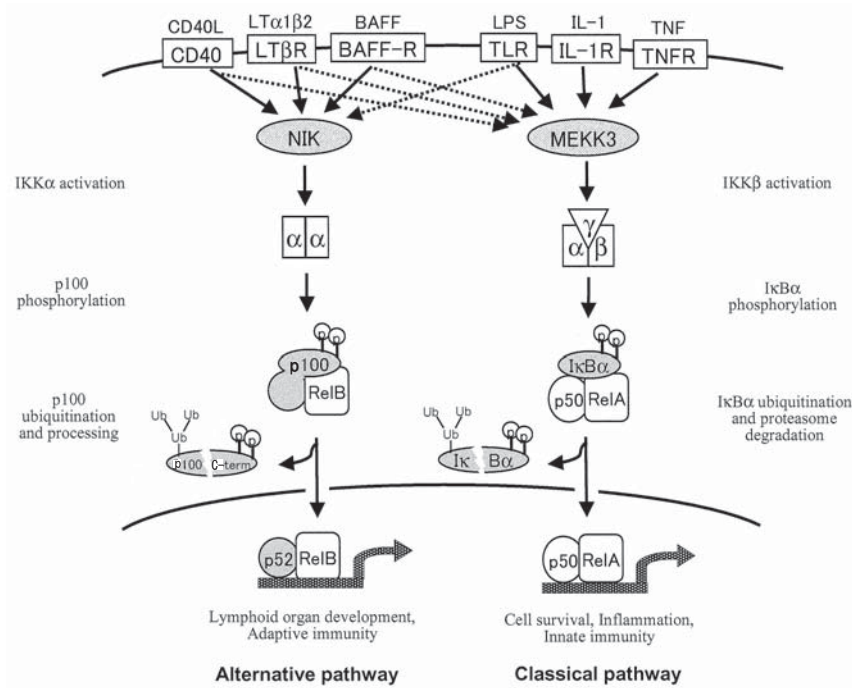 CD40L LTα1β2 BAFF LPS IL-1 TNF
CD40 LTβR BAFF-R TLR IL-1R TNFR
NIK MEKK3
IKKα activation IKKβ activation
α α γ
α β
p100
phosphorylation
IκBα
phosphorylation
p p p p
p100 IκBα
RelB p50 RelA
p100
ubiquitination
and processing
IκBα ubiquitination
and proteasome
degradation
Ub Ub Ub Ub
Ub p p Ub p p
p100 C-term Iκ Bα
p52 RelB p50 RelA
Lymphoid organ development,
Adaptive immunity
Cell survival, Inflammation,
Innate immunity
Alternative pathway Classical pathway